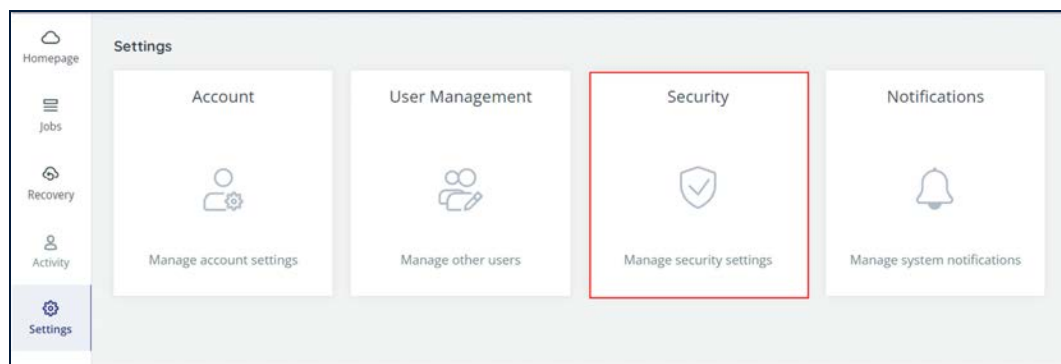 Homepage
Jobs
Recovery
Activity
Settings
Settings
Account
Manage account settings
User Management
Manage other users
Security
Manage security settings
Notifications
Manage system notifications